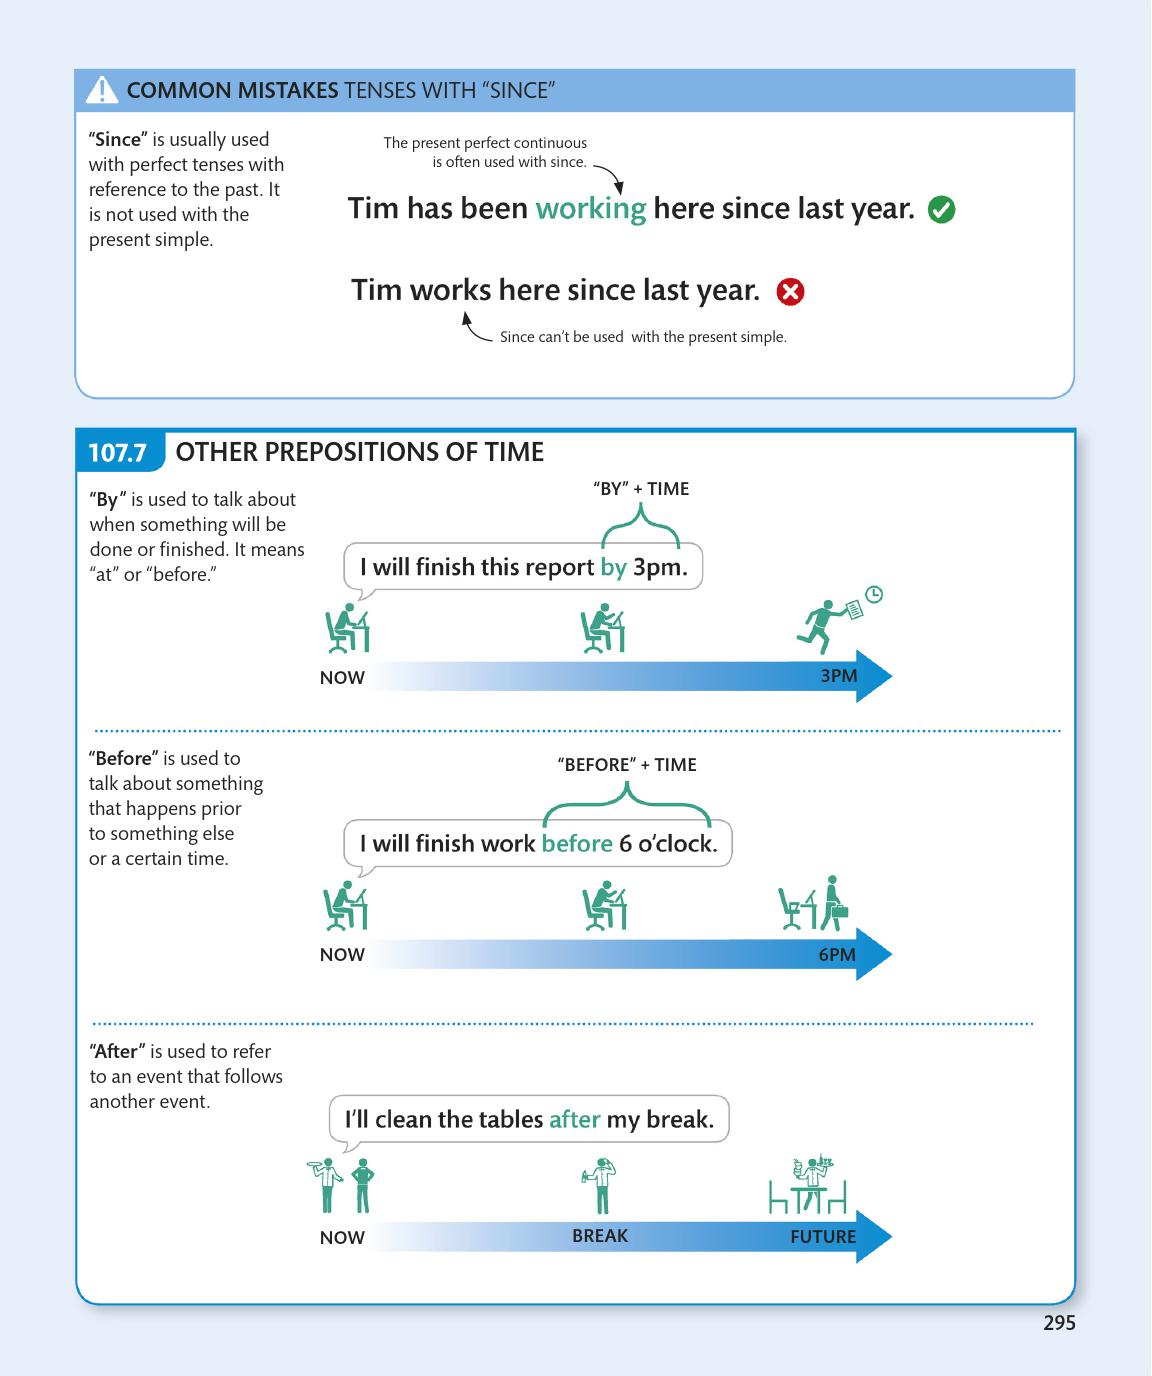 COMMON MISTAKES TENSES WITH “SINCE”
“Since” is usually used
with perfect tenses with
reference to the past. It
is not used with the
present simple.
The present perfect continuous
is often used with since.
Tim has been working here since last year.
Tim works here since last year.
Since can’t be used  with the present simple.
107.7 OTHER PREPOSITIONS OF TIME
“By” is used to talk about
when something will be
done or finished. It means
“at” or “before.”
“BY” + TIME
I will finish this report by 3pm.
NOW
3PM
“Before” is used to
talk about something
that happens prior
to something else
or a certain time.
“BEFORE” + TIME
I will finish work before 6 o’clock.
NOW
6PM
“After” is used to refer
to an event that follows
another event.
I’ll clean the tables after my break.
NOW
BREAK
FUTURE
295